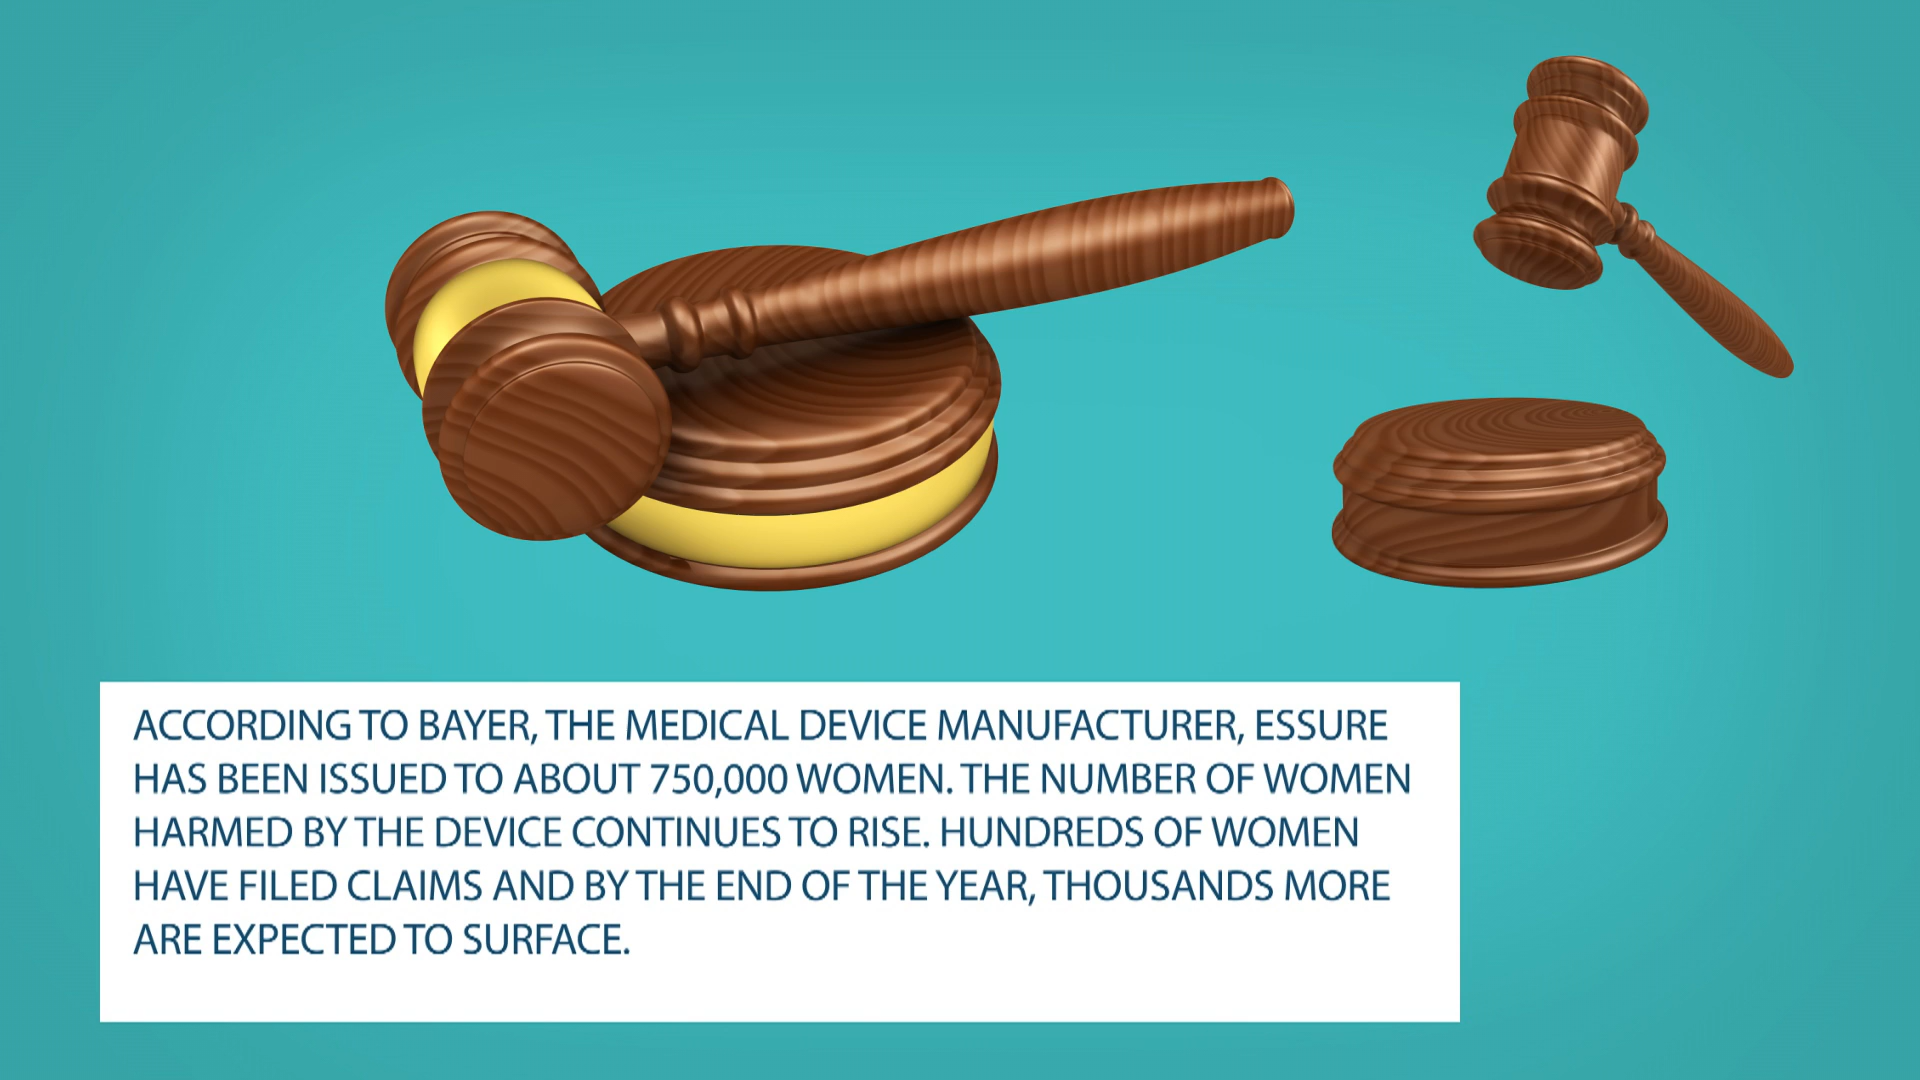 ACCORDING TO BAYER, THE MEDICAL DEVICE MANUFACTURER, ESSURE
HAS BEEN ISSUED TO ABOUT 750,000 WOMEN. THE NUMBER OF WOMEN
HARMED BY THE DEVICE CONTINUES TO RISE. HUNDREDS OF WOMEN
HAVE FILED CLAIMS AND BY THE END OF THE YEAR, THOUSANDS MORE
ARE EXPECTED TO SURFACE.